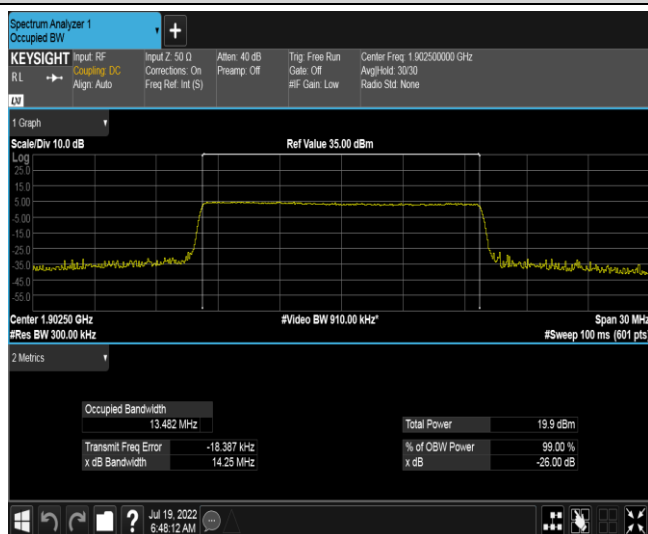 Spectrum Analyzer 1
Occupied BW
+
KEYSIGHT
R L
LXI
Input: RF
Coupling: DC
Align: Auto
Input Z: 50 Ω
Corrections: On
Freq Ref: Int (S)
Atten: 40 dB
Preamp: Off
Trig: Free Run
Gate: Off
#IF Gain: Low
Center Freq: 1.902500000 GHz
Avg|Hold: 30/30
Radio Std: None
1 Graph
Scale/Div 10.0 dB
Ref Value 35.00 dBm
Log
25.0
15.0
5.00
-5.00
-15.0
-25.0
-35.0
-45.0
-55.0
Center 1.90250 GHz
#Video BW 910.00 kHz*
Span 30 MHz
#Res BW 300.00 kHz
#Sweep 100 ms (601 pts)
2 Metrics
Occupied Bandwidth
13.482 MHz
Total Power 19.9 dBm
Transmit Freq Error -18.387 kHz
% of OBW Power 99.00 %
x dB Bandwidth 14.25 MHz
x dB -26.00 dB
?
Jul 19, 2022
6:48:12 AM